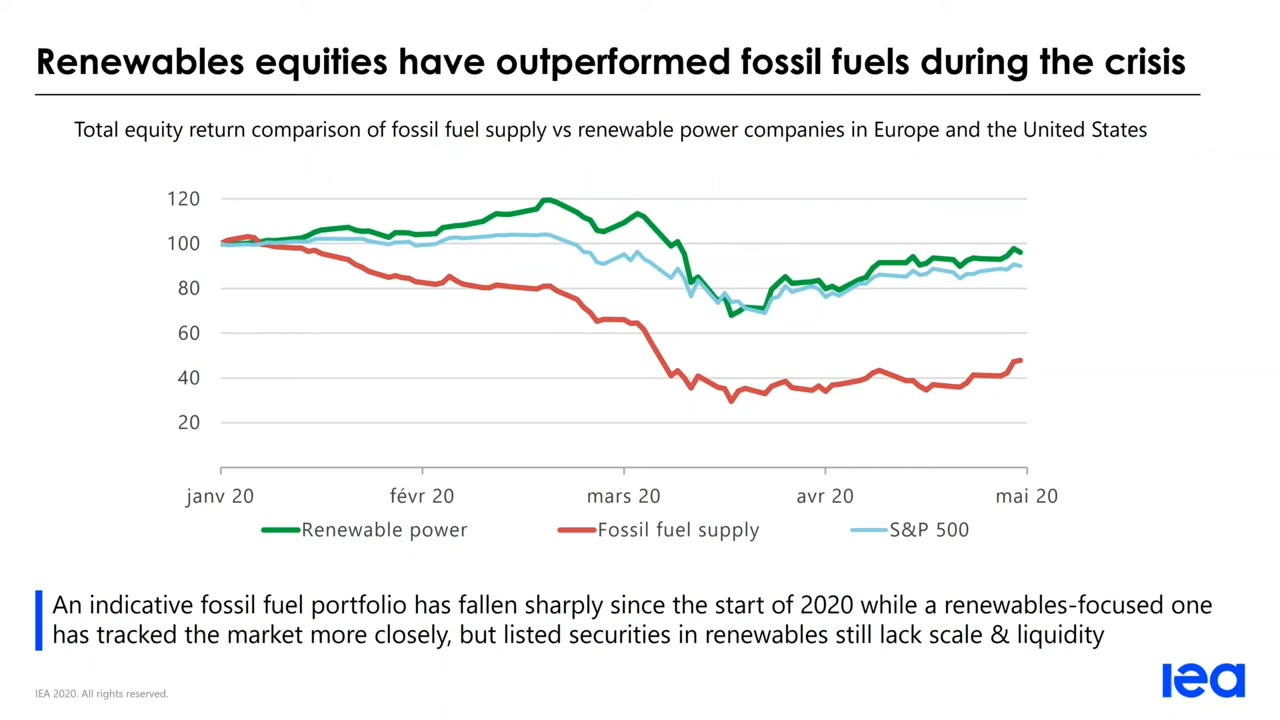 Renewables equities have outperformed fossil fuels during the crisis
Total equity return comparison of fossil fuel supply vs renewable power companies in Europe and the United States
120
100
80
60
40
20
janv 20 févr 20 mars 20 avr 20 mai 20
Renewable power Fossil fuel supply S&P 500
An indicative fossil fuel portfolio has fallen sharply since the start of 2020 while a renewables-focused one
has tracked the market more closely, but listed securities in renewables still lack scale & liquidity
IEA 2020. All rights reserved.
iea